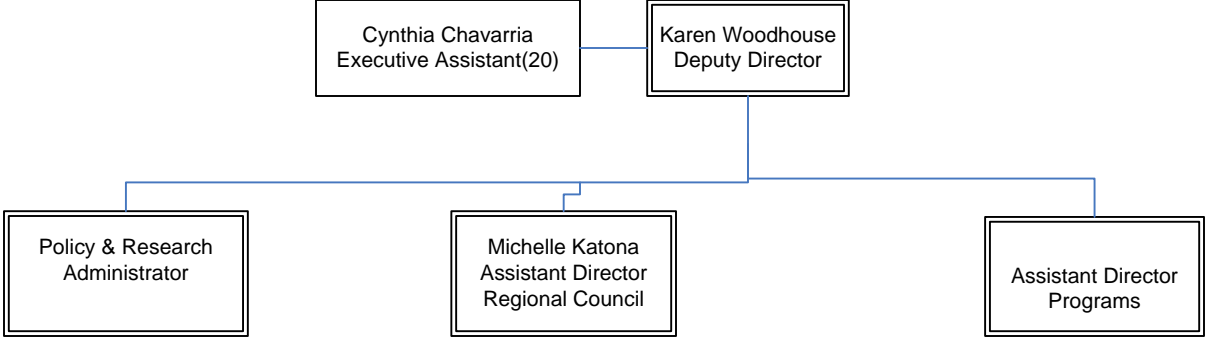 Cynthia Chavarria
Executive Assistant(20)
Karen Woodhouse
Deputy Director
Policy & Research
Administrator
Michelle Katona
Assistant Director
Regional Council
Assistant Director
Programs